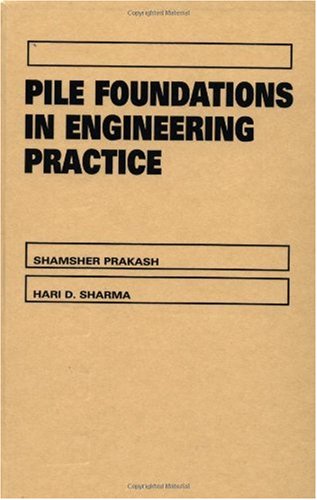 PILE FOUNDATIONS
IN ENGINEERING
PRACTICE
SHAMSHER PRAKASH
HARI D. SHARMA